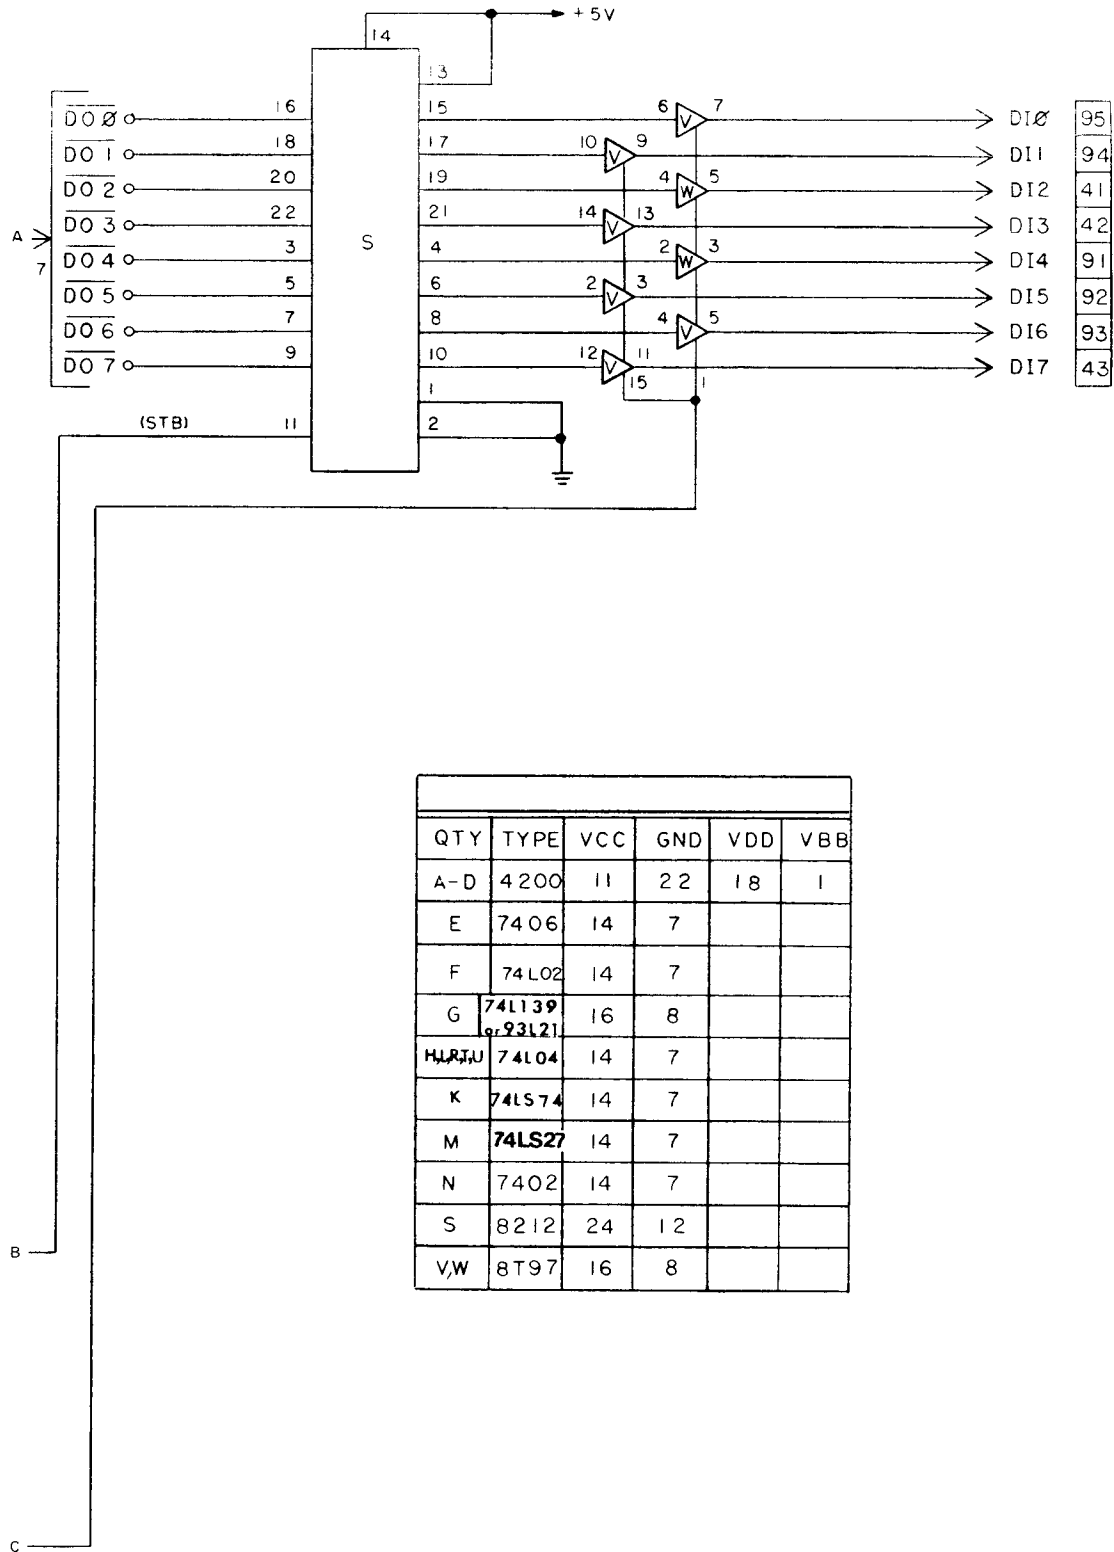 +5V
14
13
DOØ 16 15 6 V 7 DIØ 95
DO1 18 17 10 V 9 DI1 94
DO2 20 19 4 W 5 DI2 41
DO3 22 21 14 V 13 DI3 42
A 7 S
DO4 3 4 2 W 3 DI4 91
DO5 5 6 2 V 3 DI5 92
DO6 7 8 4 V 5 DI6 93
DO7 9 10 12 V 11 DI7 43
1 15 1
(STB) 11 2
QTY TYPE VCC GND VDD VBB
A-D 4200 11 22 18 1
E 7406 14 7
F 74L02 14 7
G 74L139 or 93L21 16 8
H,L,R,T,U 74L04 14 7
K 74LS74 14 7
M 74LS27 14 7
N 7402 14 7
S 8212 24 12
V,W 8T97 16 8
B
C